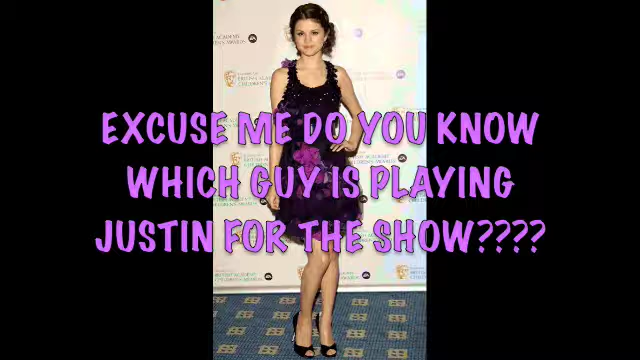 EXCUSE ME DO YOU KNOW
WHICH GUY IS PLAYING
JUSTIN FOR THE SHOW????